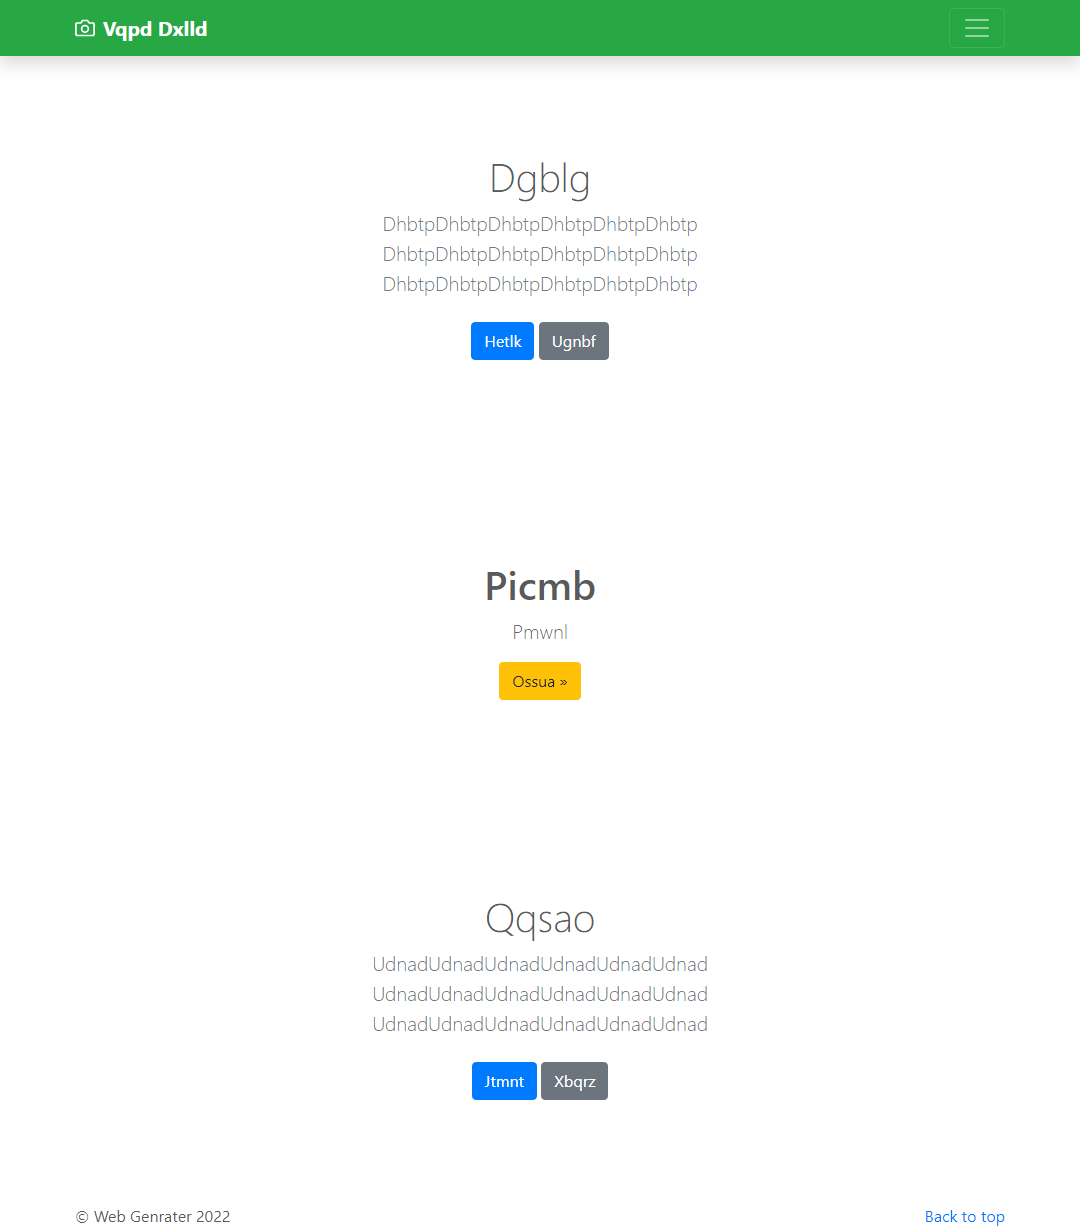 Vqpd Dxlld
Dgblg
DhbtpDhbtpDhbtpDhbtpDhbtpDhbtp
DhbtpDhbtpDhbtpDhbtpDhbtpDhbtp
DhbtpDhbtpDhbtpDhbtpDhbtpDhbtp
Hetlk Ugnbf
Picmb
Pmwnl
Ossua »
Qqsao
UdnadUdnadUdnadUdnadUdnadUdnad
UdnadUdnadUdnadUdnadUdnadUdnad
UdnadUdnadUdnadUdnadUdnadUdnad
Jtmnt Xbqrz
© Web Genrater 2022 Back to top